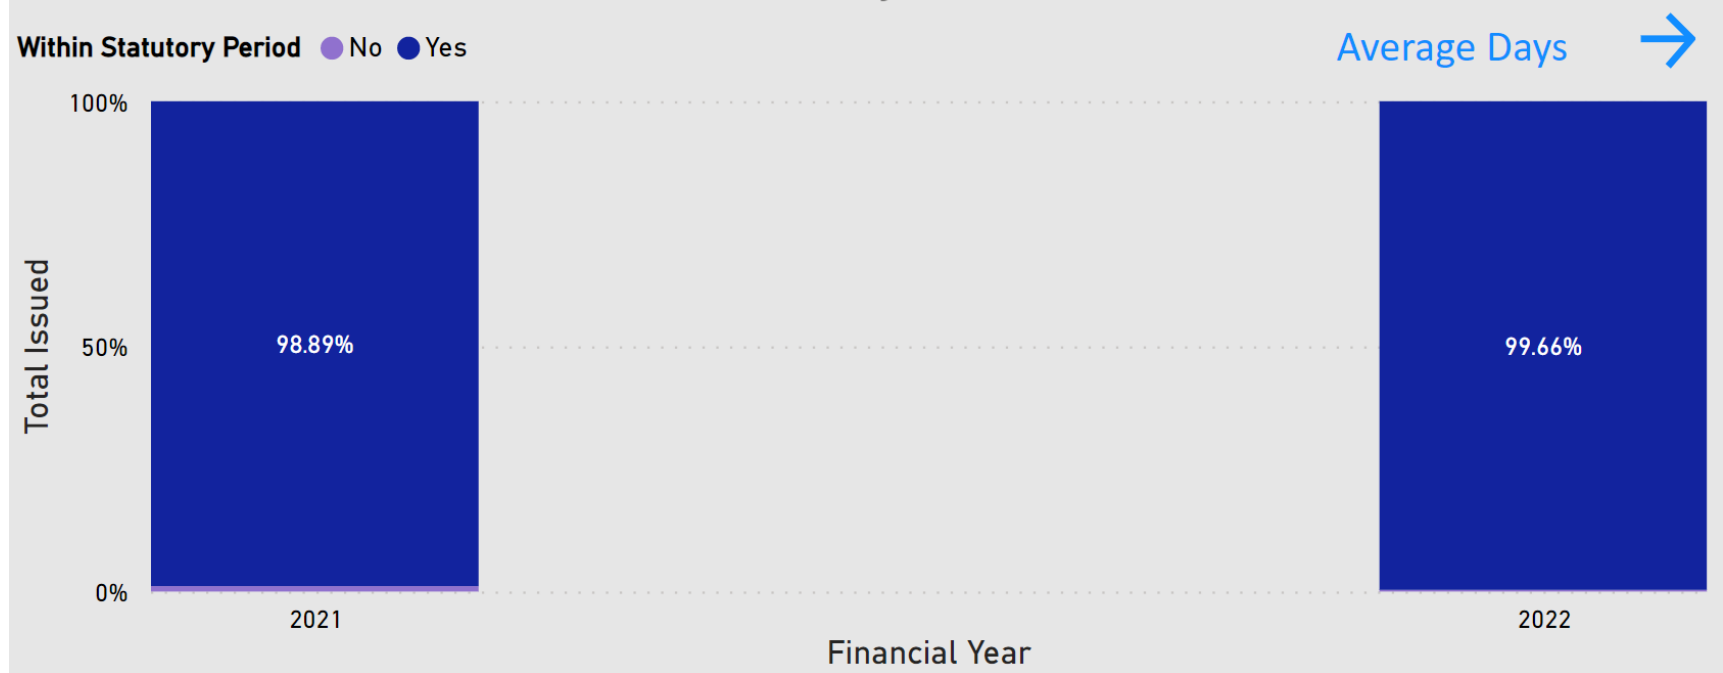 Within Statutory Period No Yes
Average Days
100%
50%
0%
Total Issued
98.89%
99.66%
2021
2022
Financial Year